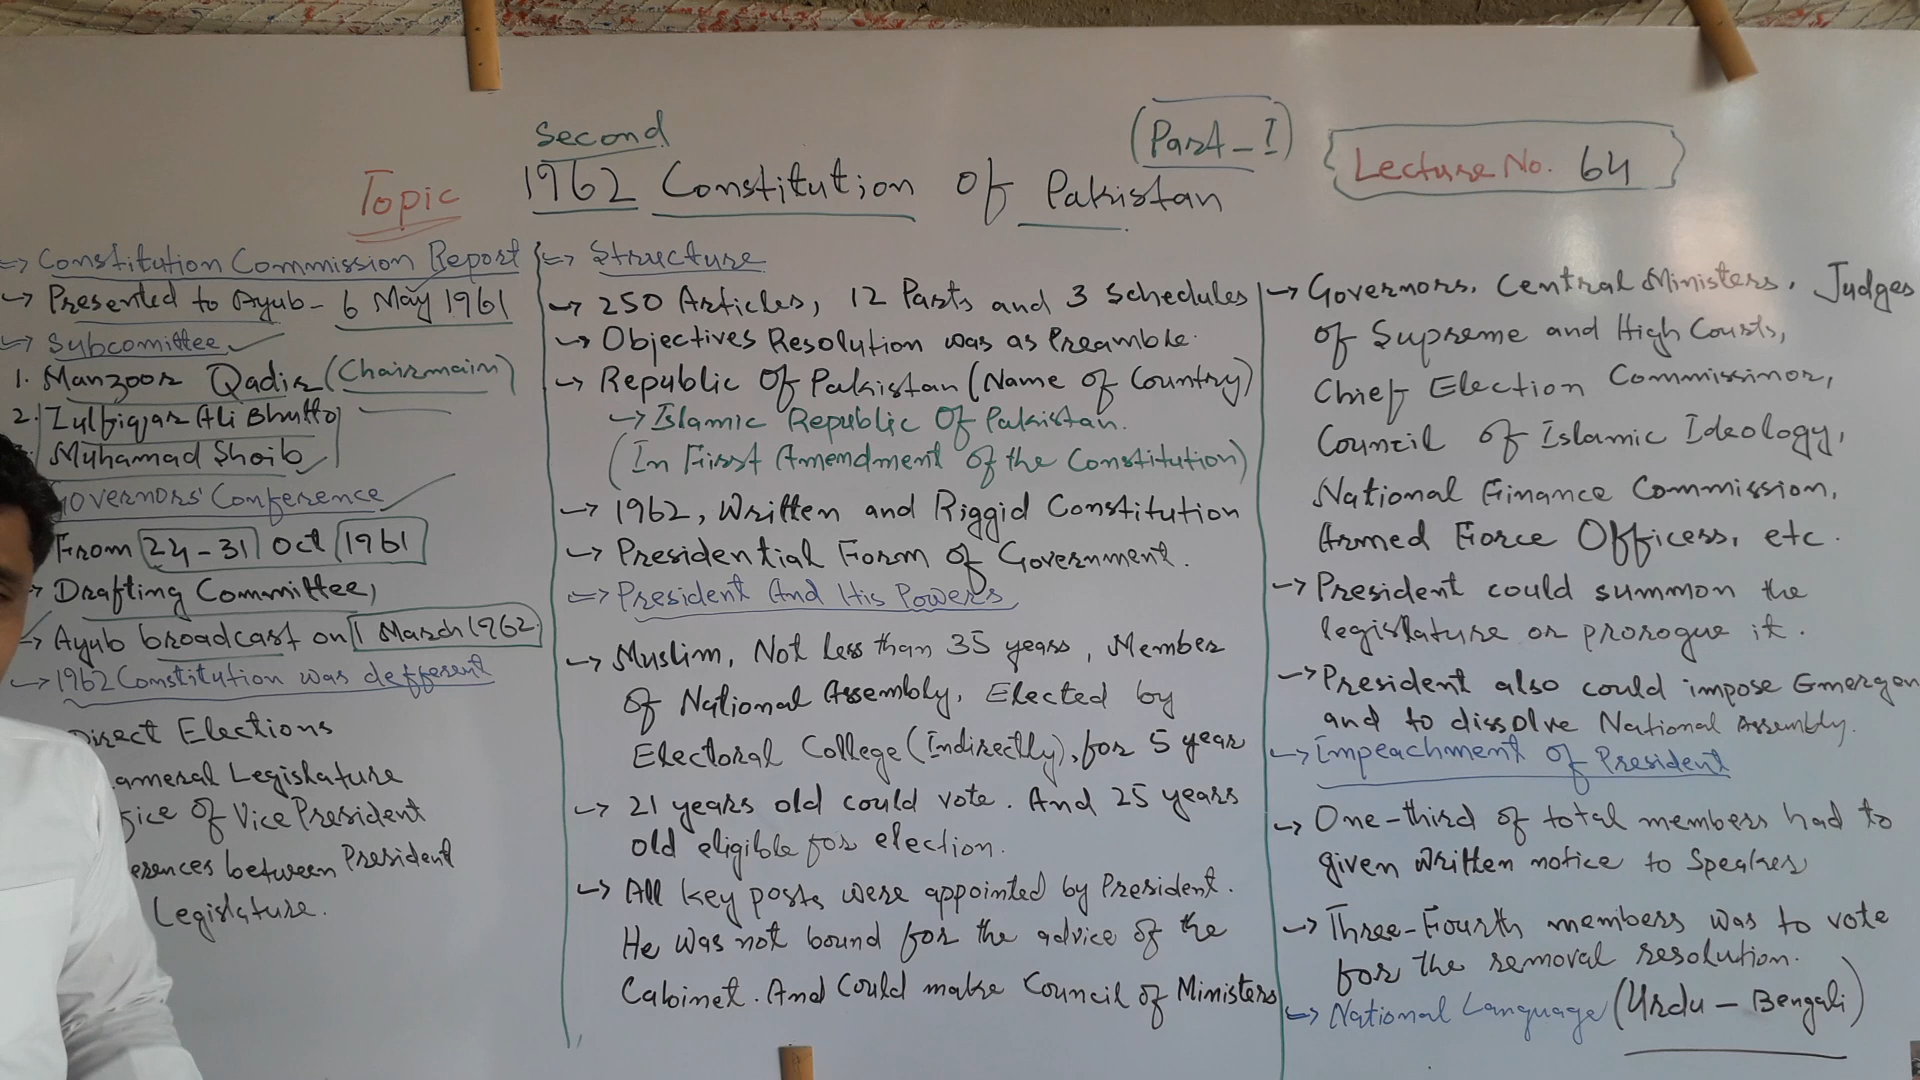 Second
(Part-I)
Topic 1962 Constitution of Pakistan
Lecture No. 64
=> Constitution Commission Report
-> Presented to Ayub - 6 May 1961
-> Subcomittee
1. Manzoor Qadir (Chairmain)
2. Zulfiqar Ali Bhutto
Muhamad Shoib
Governors' Conference
From 24-31 Oct 1961
-> Drafting Committee,
-> Ayub broadcast on 1 March 1962.
-> 1962 Constitution was defferent
Direct Elections
ameral Legislature
fice of Vice President
erences between President
Legislature.
=> Structure
-> 250 Articles, 12 Parts and 3 Schedules
-> Objectives Resolution was as Preamble.
-> Republic Of Pakistan (Name of Country)
-> Islamic Republic Of Pakistan.
(In First Amendment of the Constitution)
-> 1962, Written and Riggid Constitution
-> Presidential Form of Government.
=> President And His Powers
-> Muslim, Not less than 35 years, Member
of National Assembly, Elected by
Electoral College (Indirectly), for 5 year
-> 21 years old could vote. And 25 years
old eligible for election.
-> All key posts were appointed by President.
He was not bound for the advice of the
Cabinet. And Could make Council of Ministers
-> Governors, Central Ministers, Judges
of Supreme and High Courts,
Chief Election Commissinor,
Council of Islamic Ideology,
National Finance Commission,
Armed Force Officess, etc.
-> President could summon the
legislature or prorogue it.
-> President also could impose Emergen
and to dissolve National Assembly.
-> Impeachment of President
-> One-third of total members had to
given written notice to Speaker
-> Three-Fourth members was to vote
for the removal resolution.
=> National Language (Urdu - Bengali)